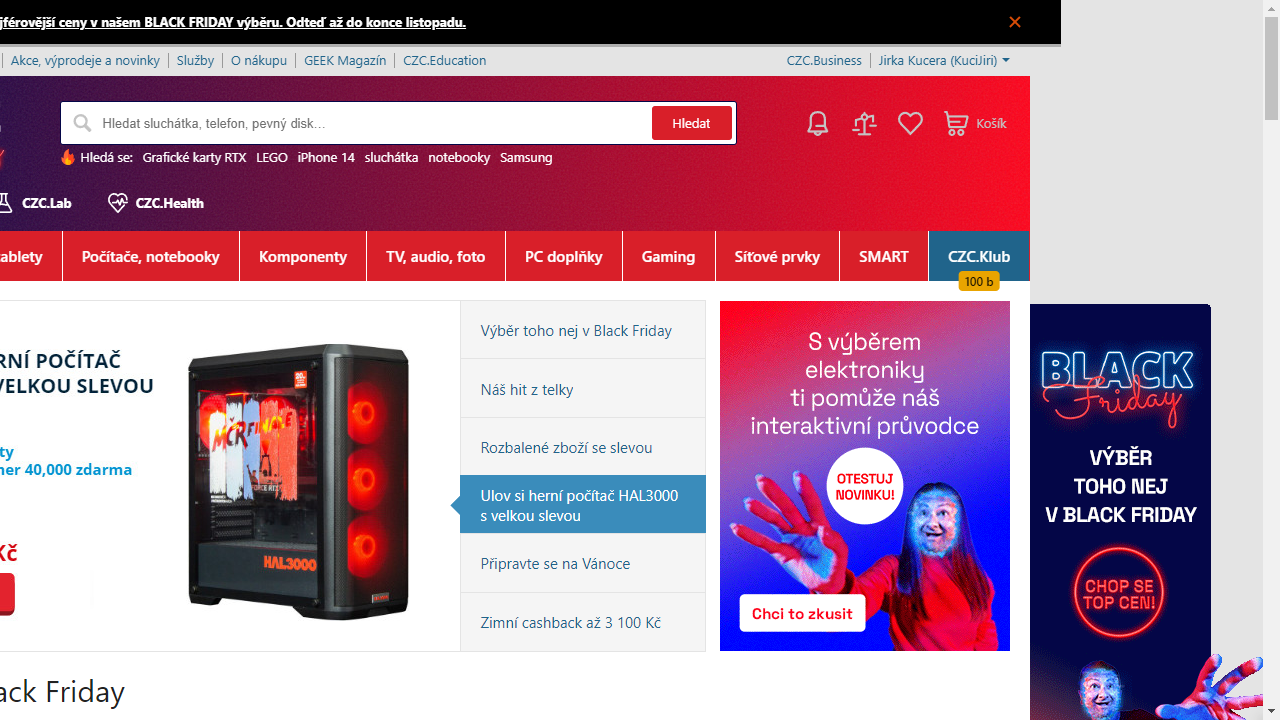 jférovější ceny v našem BLACK FRIDAY výběru. Odteď až do konce listopadu.
Akce, výprodeje a novinky
Služby
O nákupu
GEEK Magazín
CZC.Education
CZC.Business
Jirka Kucera (KuciJiri)
Hledat sluchátka, telefon, pevný disk...
Hledat
Košík
Hledá se: Grafické karty RTX LEGO iPhone 14 sluchátka notebooky Samsung
CZC.Lab
CZC.Health
ablety
Počítače, notebooky
Komponenty
TV, audio, foto
PC doplňky
Gaming
Síťové prvky
SMART
CZC.Klub
100 b
RNÍ POČÍTAČ
VELKOU SLEVOU
ty
ner 40,000 zdarma
Kč
MČR FINALE
HAL3000
Výběr toho nej v Black Friday
Náš hit z telky
Rozbalené zboží se slevou
Ulov si herní počítač HAL3000
s velkou slevou
Připravte se na Vánoce
Zimní cashback až 3 100 Kč
S výběrem
elektroniky
ti pomůže náš
interaktivní průvodce
OTESTUJ
NOVINKU!
Chci to zkusit
BLACK
Friday
VÝBĚR
TOHO NEJ
V BLACK FRIDAY
CHOP SE
TOP CEN!
ack Friday